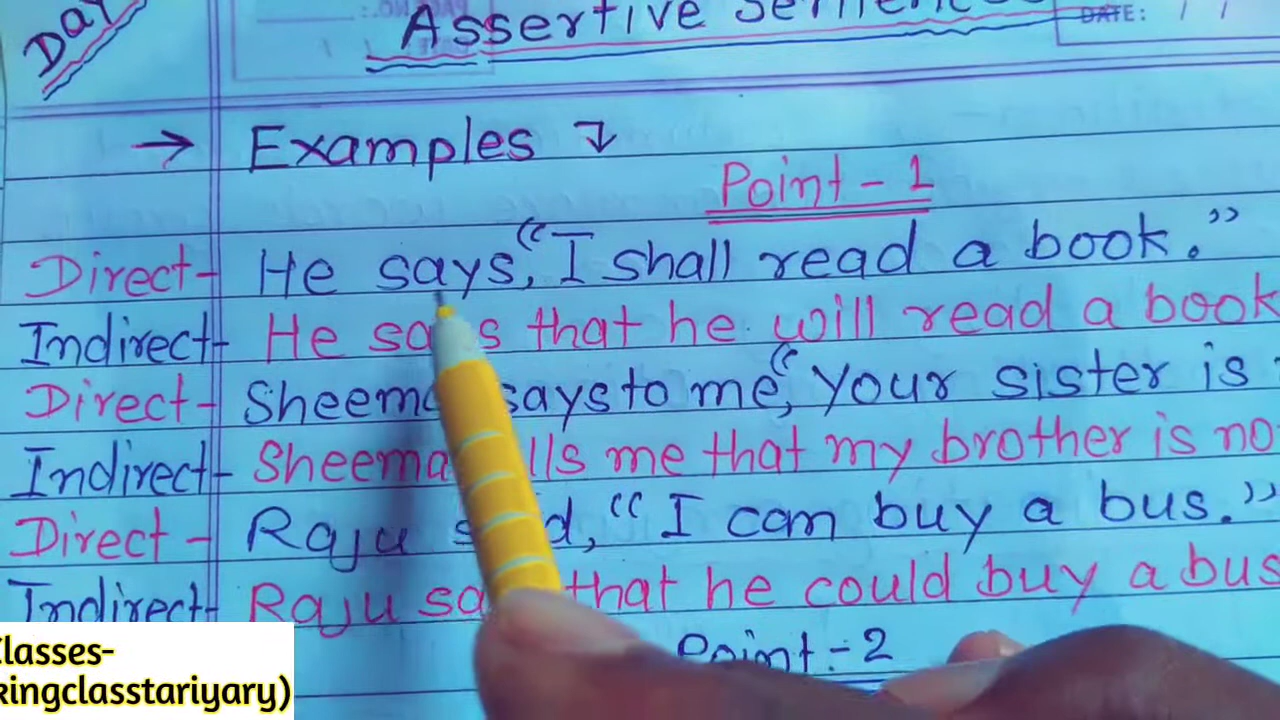 Day
Assertive
DATE: / /
→ Examples ↴
Point - 1
Direct- He says, “I shall read a book.”
Indirect- He says that he will read a book
Direct- Sheema says to me, “Your sister is
Indirect- Sheema tells me that my brother is no
Direct- Raju said, “I can buy a bus.”
Indirect- Raju said that he could buy a bus
Point:-2
Classes-
kingclasstariyary)